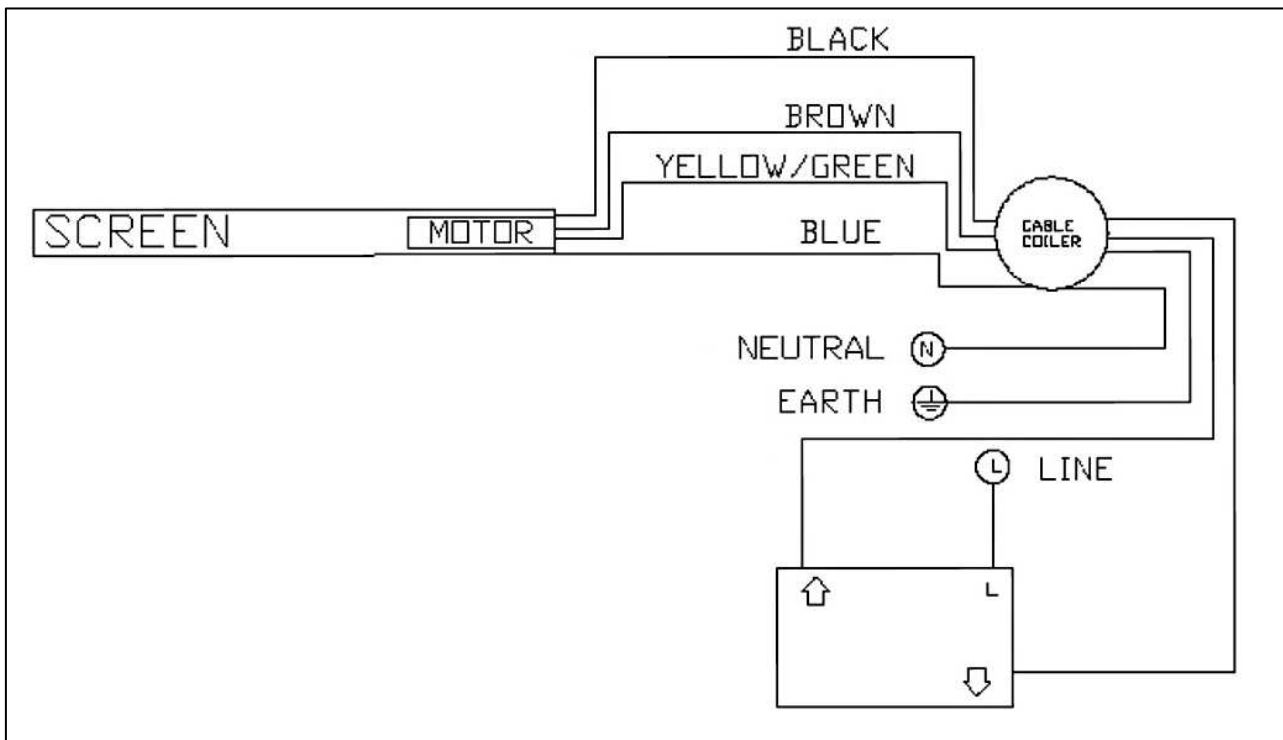 BLACK
BROWN
YELLOW/GREEN
SCREEN
MOTOR
BLUE
CABLE
COILER
NEUTRAL N
EARTH
L LINE
L